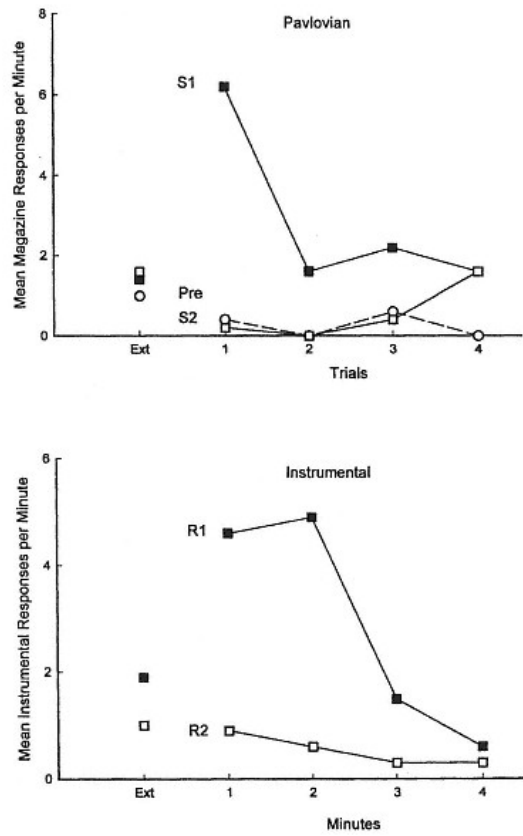 Pavlovian
Mean Magazine Responses per Minute
8
6
4
2
0
S1
Pre
S2
Ext 1 2 3 4
Trials
Instrumental
Mean Instrumental Responses per Minute
6
4
2
0
R1
R2
Ext 1 2 3 4
Minutes